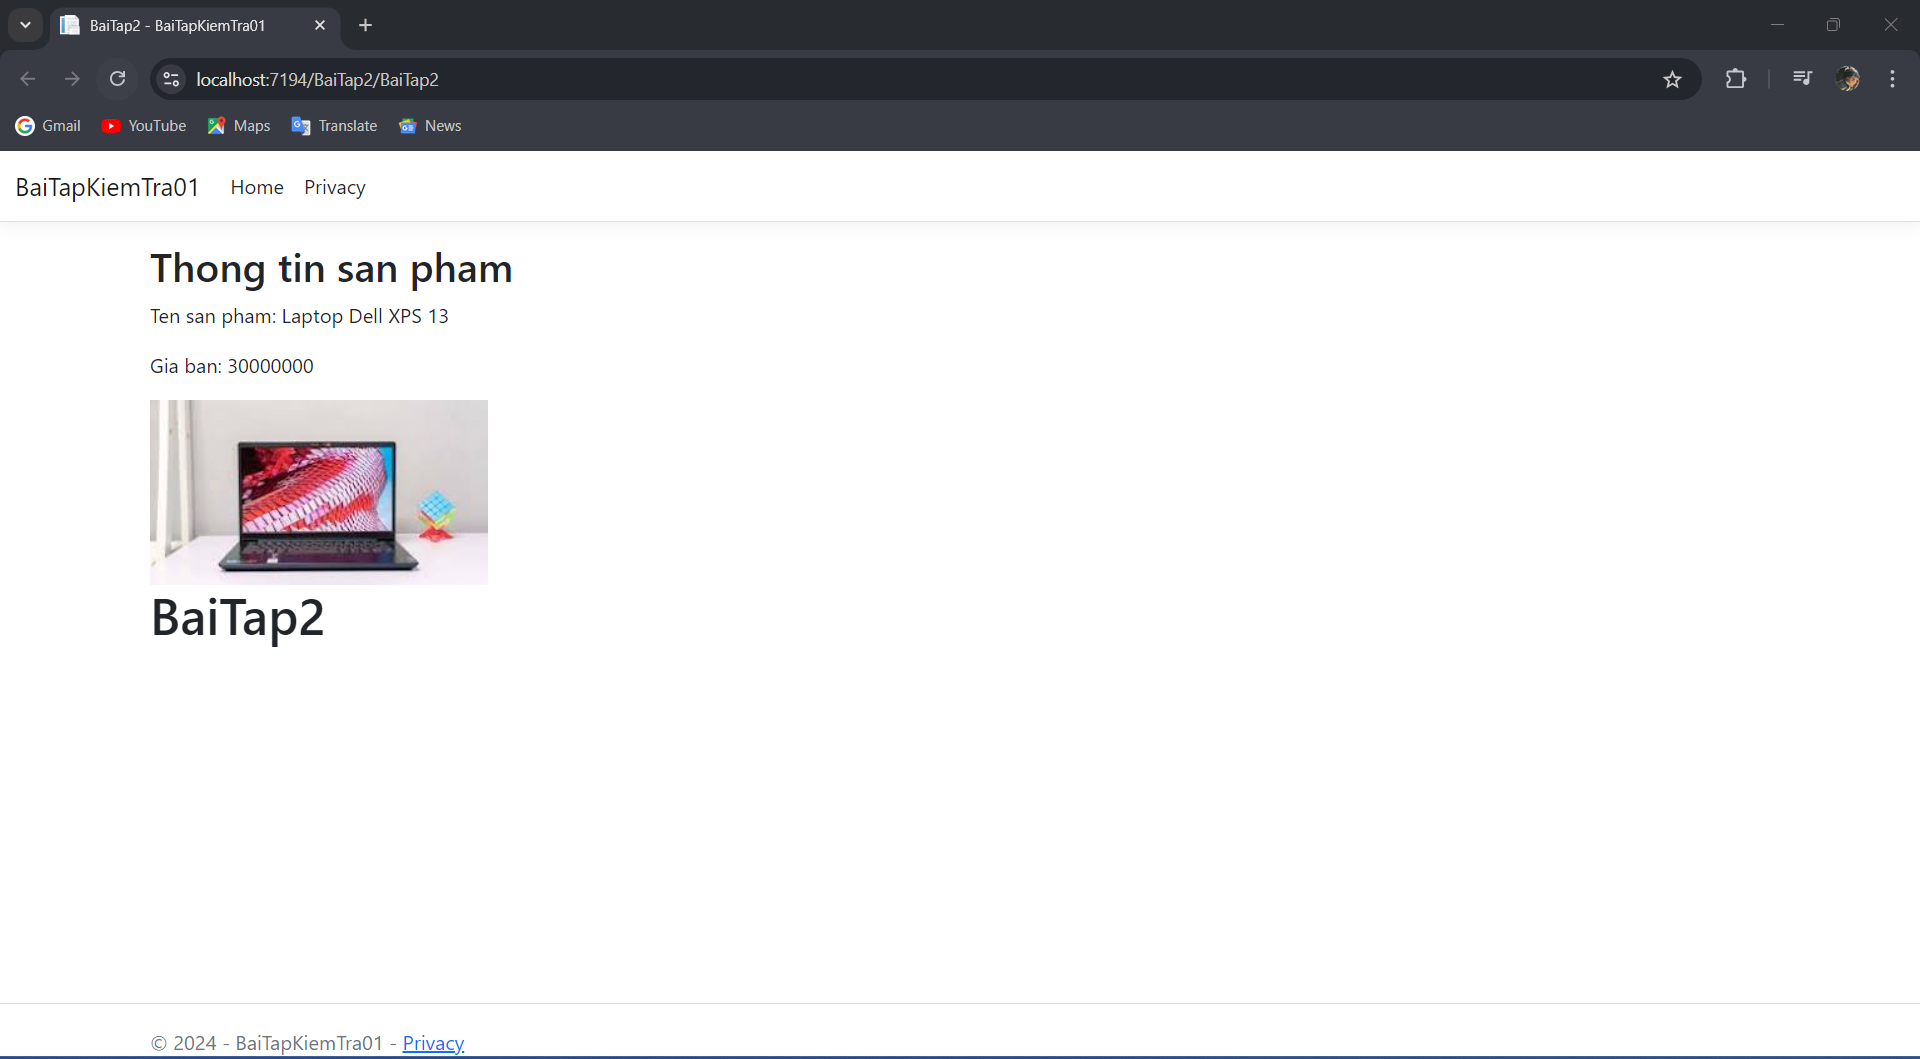 BaiTap2 - BaiTapKiemTra01
localhost:7194/BaiTap2/BaiTap2
Gmail YouTube Maps Translate News
BaiTapKiemTra01 Home Privacy
Thong tin san pham
Ten san pham: Laptop Dell XPS 13
Gia ban: 30000000
BaiTap2
© 2024 - BaiTapKiemTra01 - Privacy